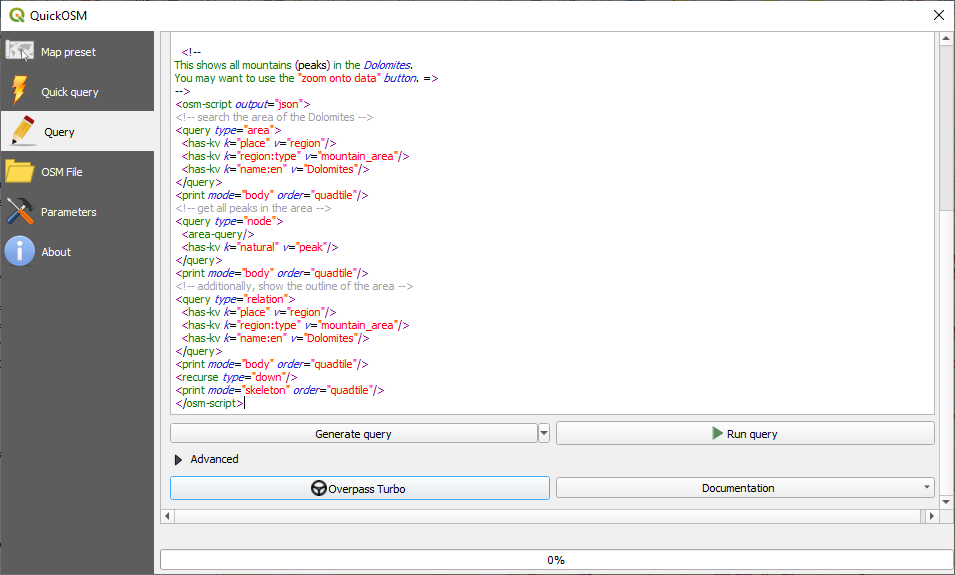 QuickOSM
Map preset
Quick query
Query
OSM File
Parameters
About
<!--
This shows all mountains (peaks) in the Dolomites.
You may want to use the "zoom onto data" button. =>
-->
<osm-script output="json">
<!-- search the area of the Dolomites -->
<query type="area">
<has-kv k="place" v="region"/>
<has-kv k="region:type" v="mountain_area"/>
<has-kv k="name:en" v="Dolomites"/>
</query>
<print mode="body" order="quadtile"/>
<!-- get all peaks in the area -->
<query type="node">
<area-query/>
<has-kv k="natural" v="peak"/>
</query>
<print mode="body" order="quadtile"/>
<!-- additionally, show the outline of the area -->
<query type="relation">
<has-kv k="place" v="region"/>
<has-kv k="region:type" v="mountain_area"/>
<has-kv k="name:en" v="Dolomites"/>
</query>
<print mode="body" order="quadtile"/>
<recurse type="down"/>
<print mode="skeleton" order="quadtile"/>
</osm-script>
Generate query
Run query
Advanced
Overpass Turbo
Documentation
0%